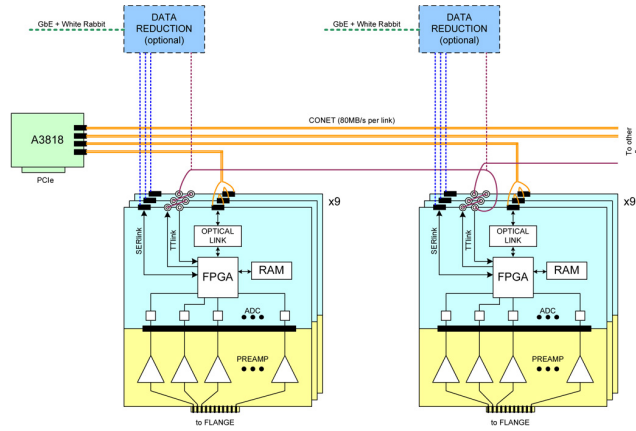 GbE + White Rabbit
DATA
REDUCTION
(optional)
GbE + White Rabbit
DATA
REDUCTION
(optional)
A3818
PCIe
CONET (80MB/s per link)
To other
x9
SERlink
TTlink
OPTICAL
LINK
FPGA
RAM
ADC
PREAMP
to FLANGE
x9
SERlink
TTlink
OPTICAL
LINK
FPGA
RAM
ADC
PREAMP
to FLANGE